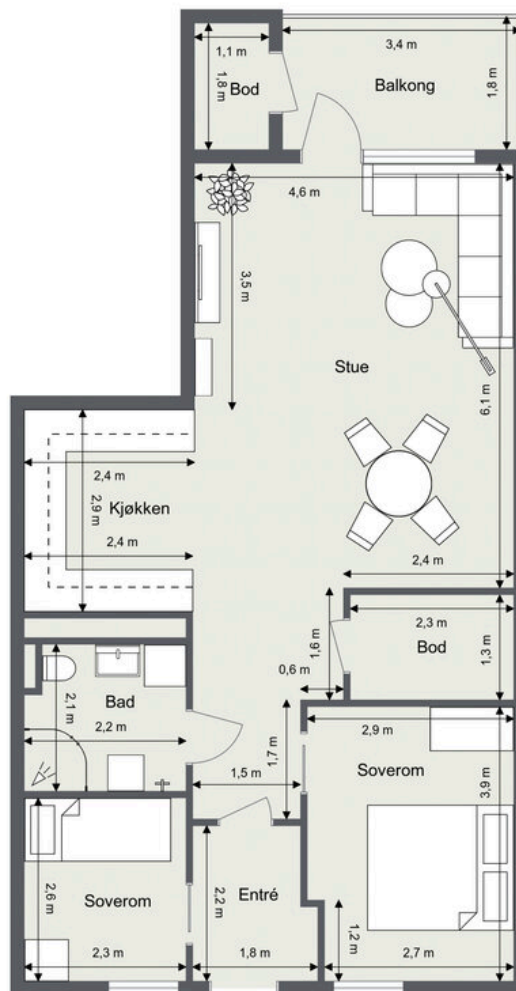 1,1 m
3,4 m
1,8 m
Bod
Balkong
1,8 m
4,6 m
3,5 m
Stue
6,1 m
2,4 m
Kjøkken
2,9 m
2,4 m
2,4 m
2,3 m
1,6 m
Bod
1,3 m
0,6 m
2,1 m
Bad
2,2 m
1,7 m
2,9 m
1,5 m
Soverom
3,9 m
2,6 m
Soverom
2,2 m
Entré
1,2 m
2,3 m
1,8 m
2,7 m